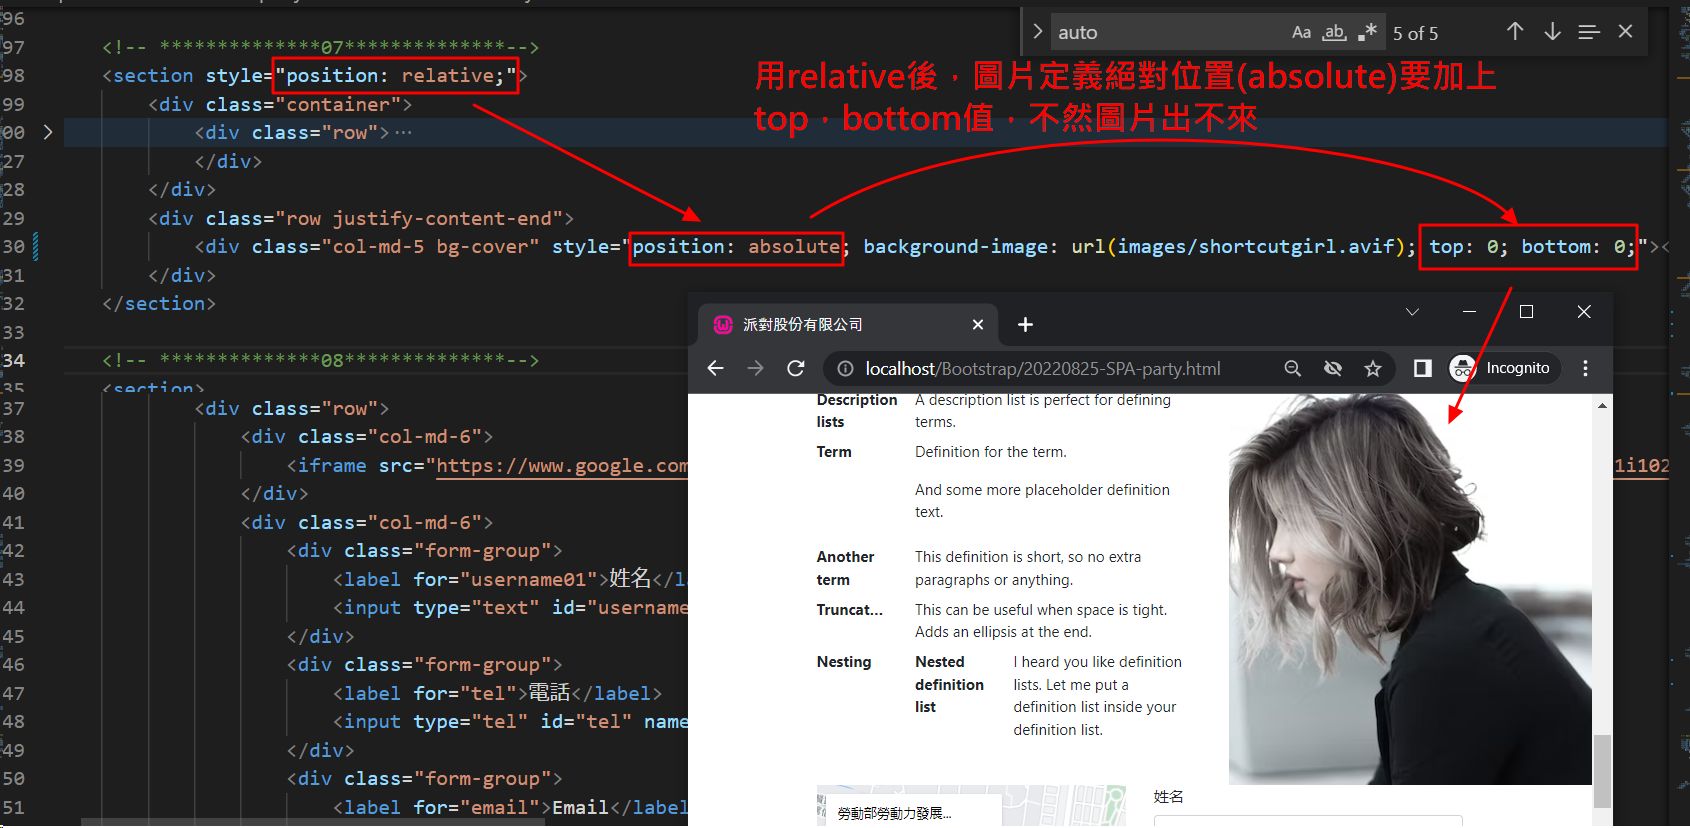 96
auto
Aa ab .* 5 of 5
97 <!-- **************07**************-->
98 <section style="position: relative;">
用relative後，圖片定義絕對位置(absolute)要加上
top，bottom值，不然圖片出不來
99 <div class="container">
00 <div class="row">…
27 </div>
28 </div>
29 <div class="row justify-content-end">
30 <div class="col-md-5 bg-cover" style="position: absolute; background-image: url(images/shortcutgirl.avif); top: 0; bottom: 0;"><
31 </div>
32 </section>
33
34 <!-- **************08**************-->
35 <section>
37 <div class="row">
38 <div class="col-md-6">
39 <iframe src="https://www.google.com
1i102
40 </div>
41 <div class="col-md-6">
42 <div class="form-group">
43 <label for="username01">姓名</la
44 <input type="text" id="username
45 </div>
46 <div class="form-group">
47 <label for="tel">電話</label>
48 <input type="tel" id="tel" name
49 </div>
50 <div class="form-group">
51 <label for="email">Email</label
派對股份有限公司
localhost/Bootstrap/20220825-SPA-party.html
Incognito
Description lists
A description list is perfect for defining
terms.
Term
Definition for the term.
And some more placeholder definition
text.
Another term
This definition is short, so no extra
paragraphs or anything.
Truncat...
This can be useful when space is tight.
Adds an ellipsis at the end.
Nesting
Nested
definition
list
I heard you like definition
lists. Let me put a
definition list inside your
definition list.
勞動部勞動力發展...
姓名